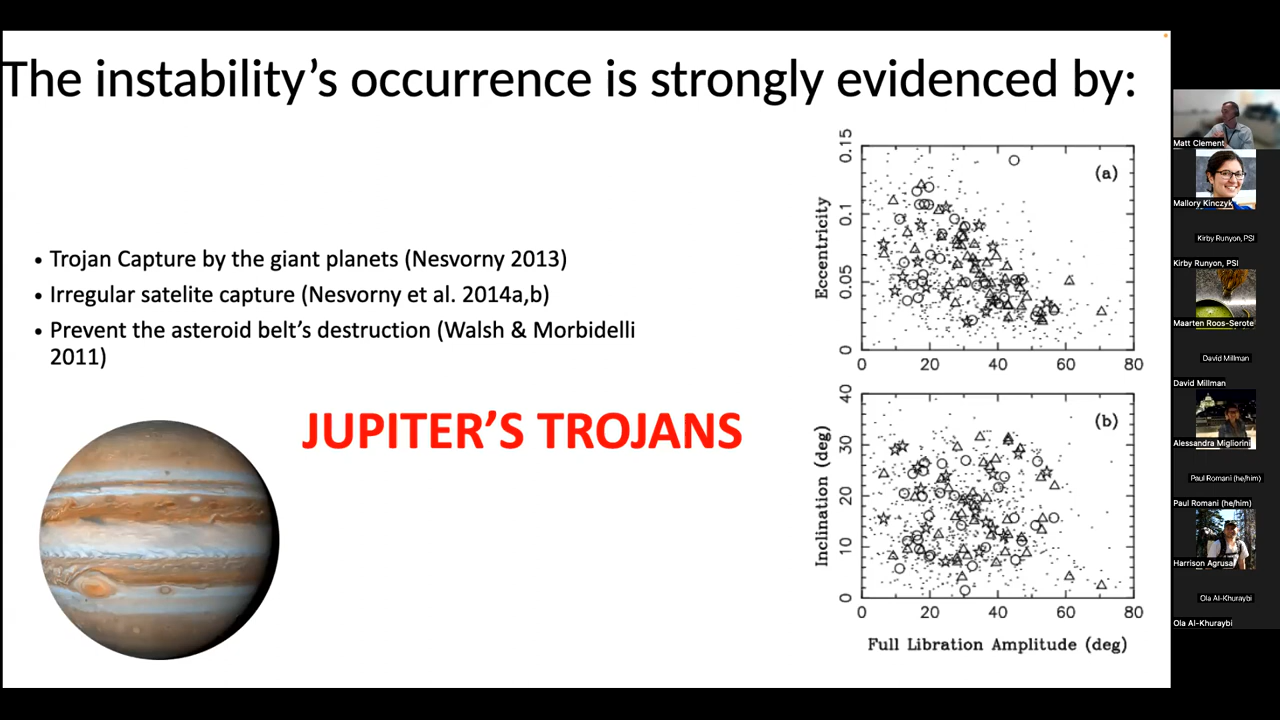 The instability's occurrence is strongly evidenced by:
• Trojan Capture by the giant planets (Nesvorny 2013)
• Irregular satelite capture (Nesvorny et al. 2014a,b)
• Prevent the asteroid belt's destruction (Walsh & Morbidelli
2011)
JUPITER'S TROJANS
0.15
(a)
0.1
Eccentricity
0.05
0
0 20 40 60 80
40
(b)
30
Inclination (deg)
20
10
0
0 20 40 60 80
Full Libration Amplitude (deg)
Matt Clement
Mallory Kinczyk
Kirby Runyon, PSI
Kirby Runyon, PSI
Maarten Roos-Serote
David Millman
David Millman
Alessandra Migliorini
Paul Romani (he/him)
Paul Romani (he/him)
Harrison Agrusa
Ola Al-Khuraybi
Ola Al-Khuraybi